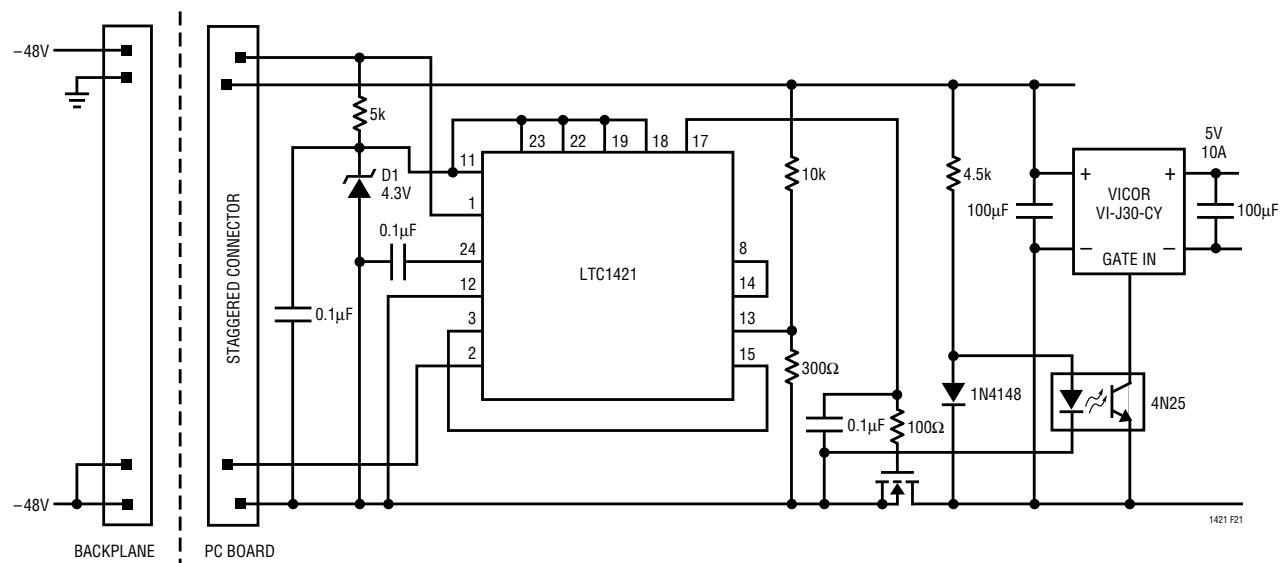 –48V
–48V
BACKPLANE
PC BOARD
STAGGERED CONNECTOR
5k
D1
4.3V
0.1µF
0.1µF
11
1
24
12
3
2
23
22
19
18
17
LTC1421
8
14
13
15
10k
300Ω
0.1µF
100Ω
4.5k
1N4148
100µF
+
+
VICOR
VI-J30-CY
–
–
GATE IN
5V
10A
100µF
4N25
1421 F21